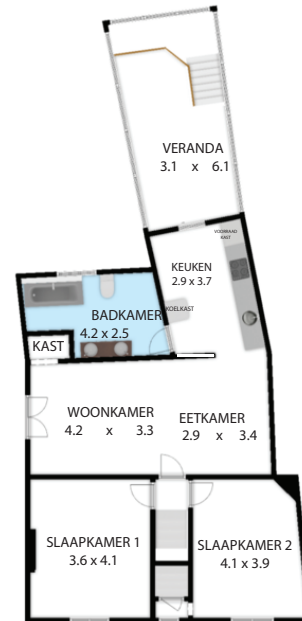 VERANDA
3.1 x 6.1
VOORRAAD
KAST
KEUKEN
2.9 x 3.7
KOELKAST
BADKAMER
4.2 x 2.5
KAST
WOONKAMER
4.2 x 3.3
EETKAMER
2.9 x 3.4
SLAAPKAMER 1
3.6 x 4.1
SLAAPKAMER 2
4.1 x 3.9